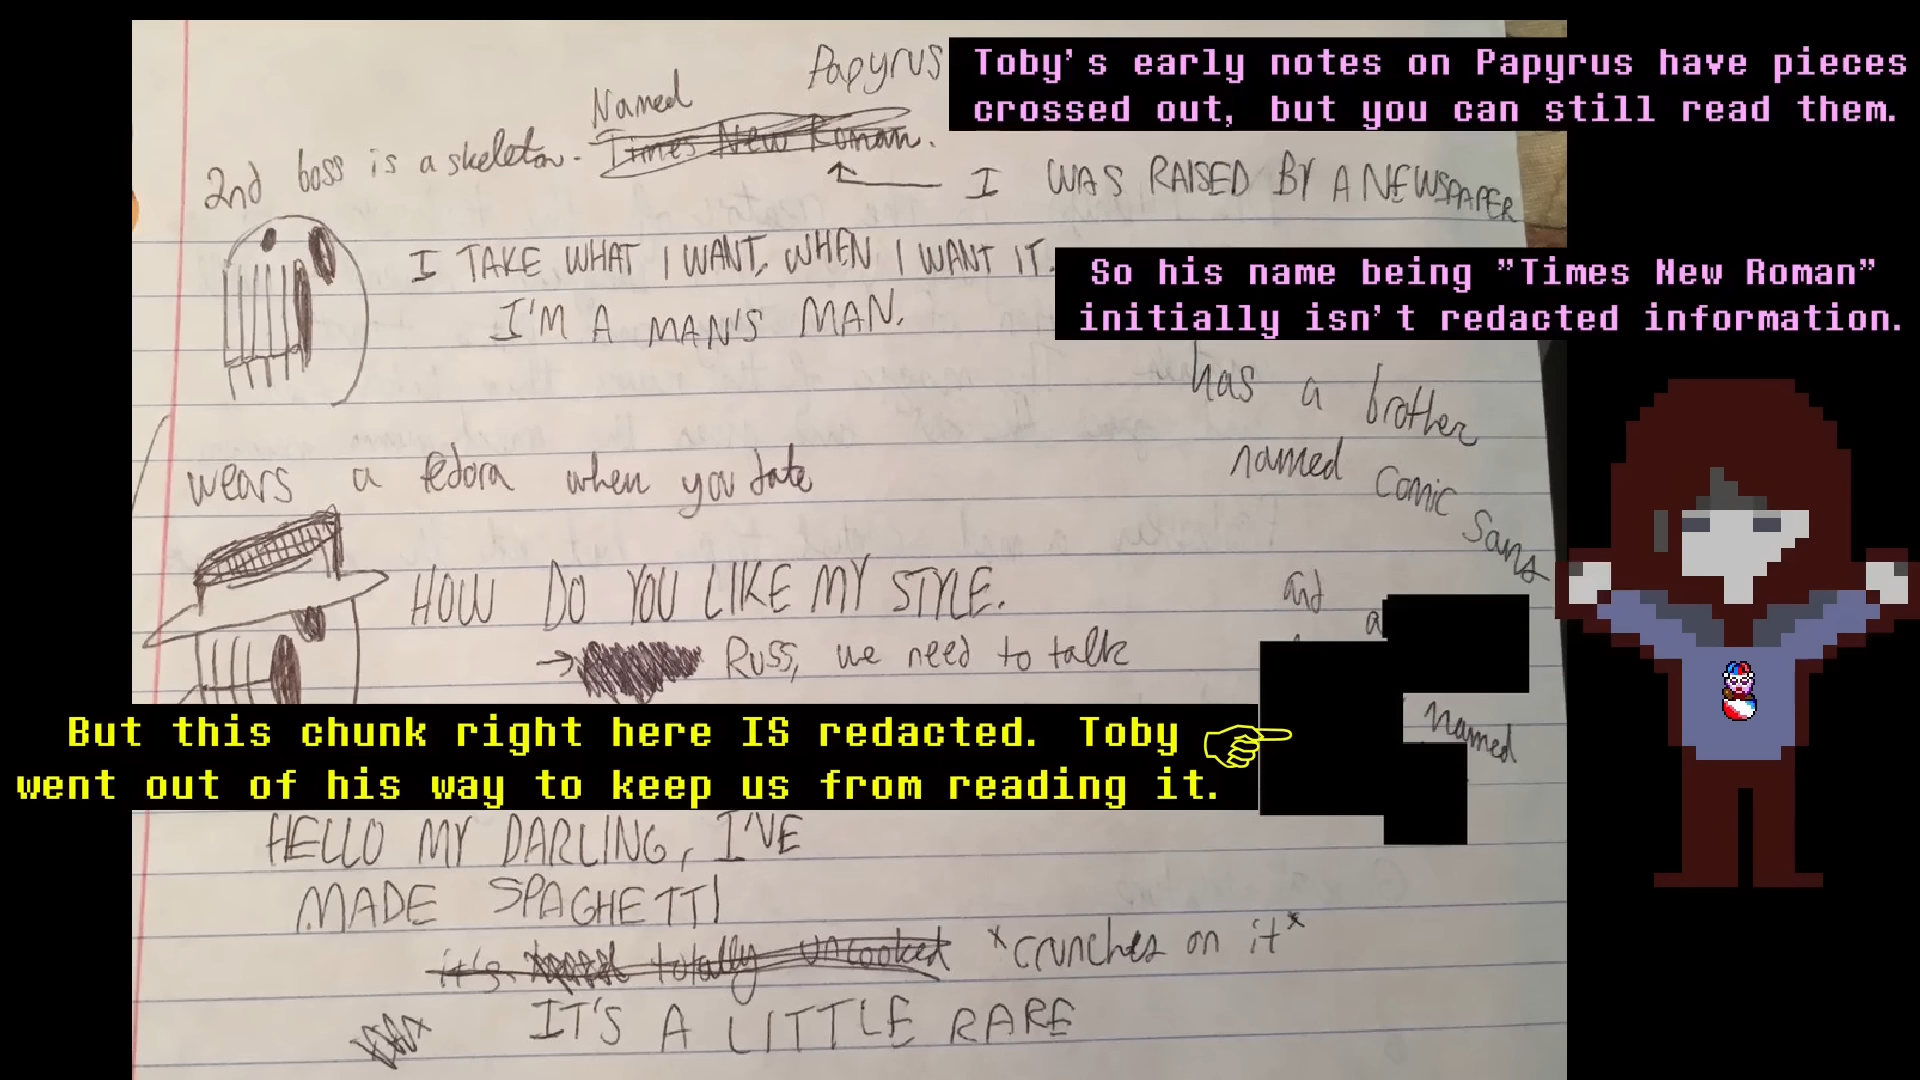 Papyrus
Named
Toby's early notes on Papyrus have pieces
crossed out, but you can still read them.
2nd boss is a skeleton. Times New Roman.
I WAS RAISED BY A NEWSPAPER
I TAKE WHAT I WANT, WHEN I WANT IT.
I'M A MAN'S MAN.
So his name being "Times New Roman"
initially isn't redacted information.
has a brother
named Comic
Sans
wears a fedora when you date
HOW DO YOU LIKE MY STYLE.
and
a
Russ, we need to talk
named
But this chunk right here IS redacted. Toby
went out of his way to keep us from reading it.
HELLO MY DARLING, I'VE
MADE SPAGHETTI
it's totally uncooked *crunches on it*
IT'S A LITTLE RARE